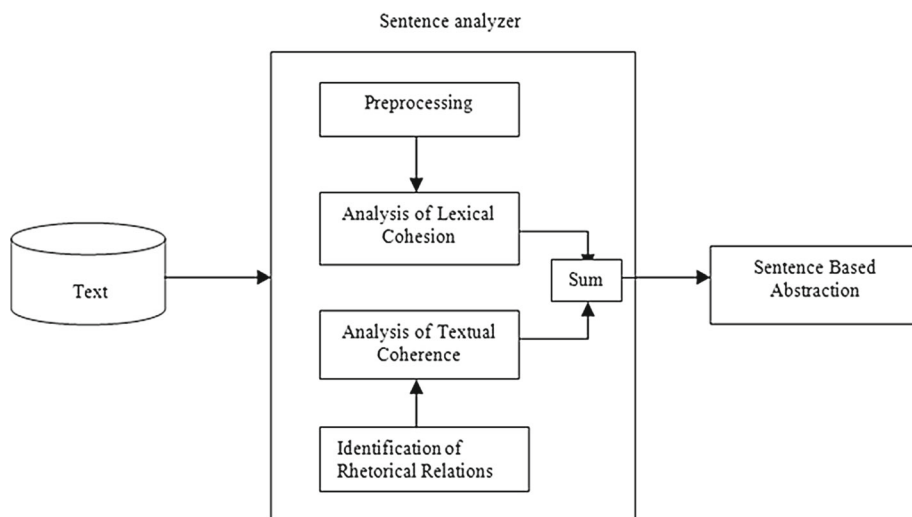 Sentence analyzer
Preprocessing
Analysis of Lexical
Cohesion
Text
Sum
Sentence Based
Abstraction
Analysis of Textual
Coherence
Identification of
Rhetorical Relations